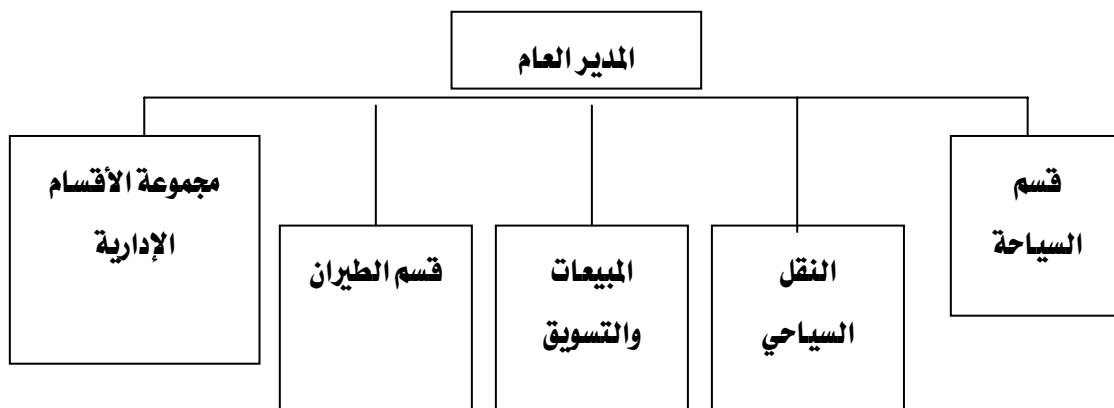 المدير العام
قسم
السياحة
النقل
السياحي
المبيعات
والتسويق
قسم الطيران
مجموعة الأقسام
الإدارية